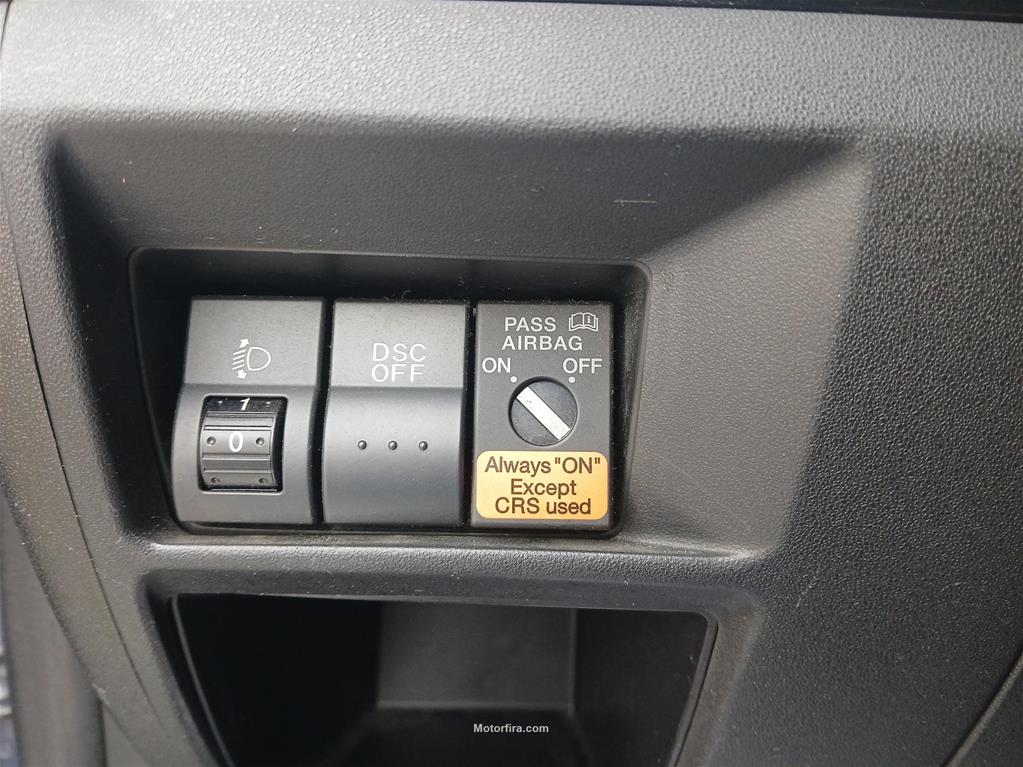 1
0
DSC
OFF
PASS
AIRBAG
ON OFF
Always "ON"
Except
CRS used
Motorfira.com